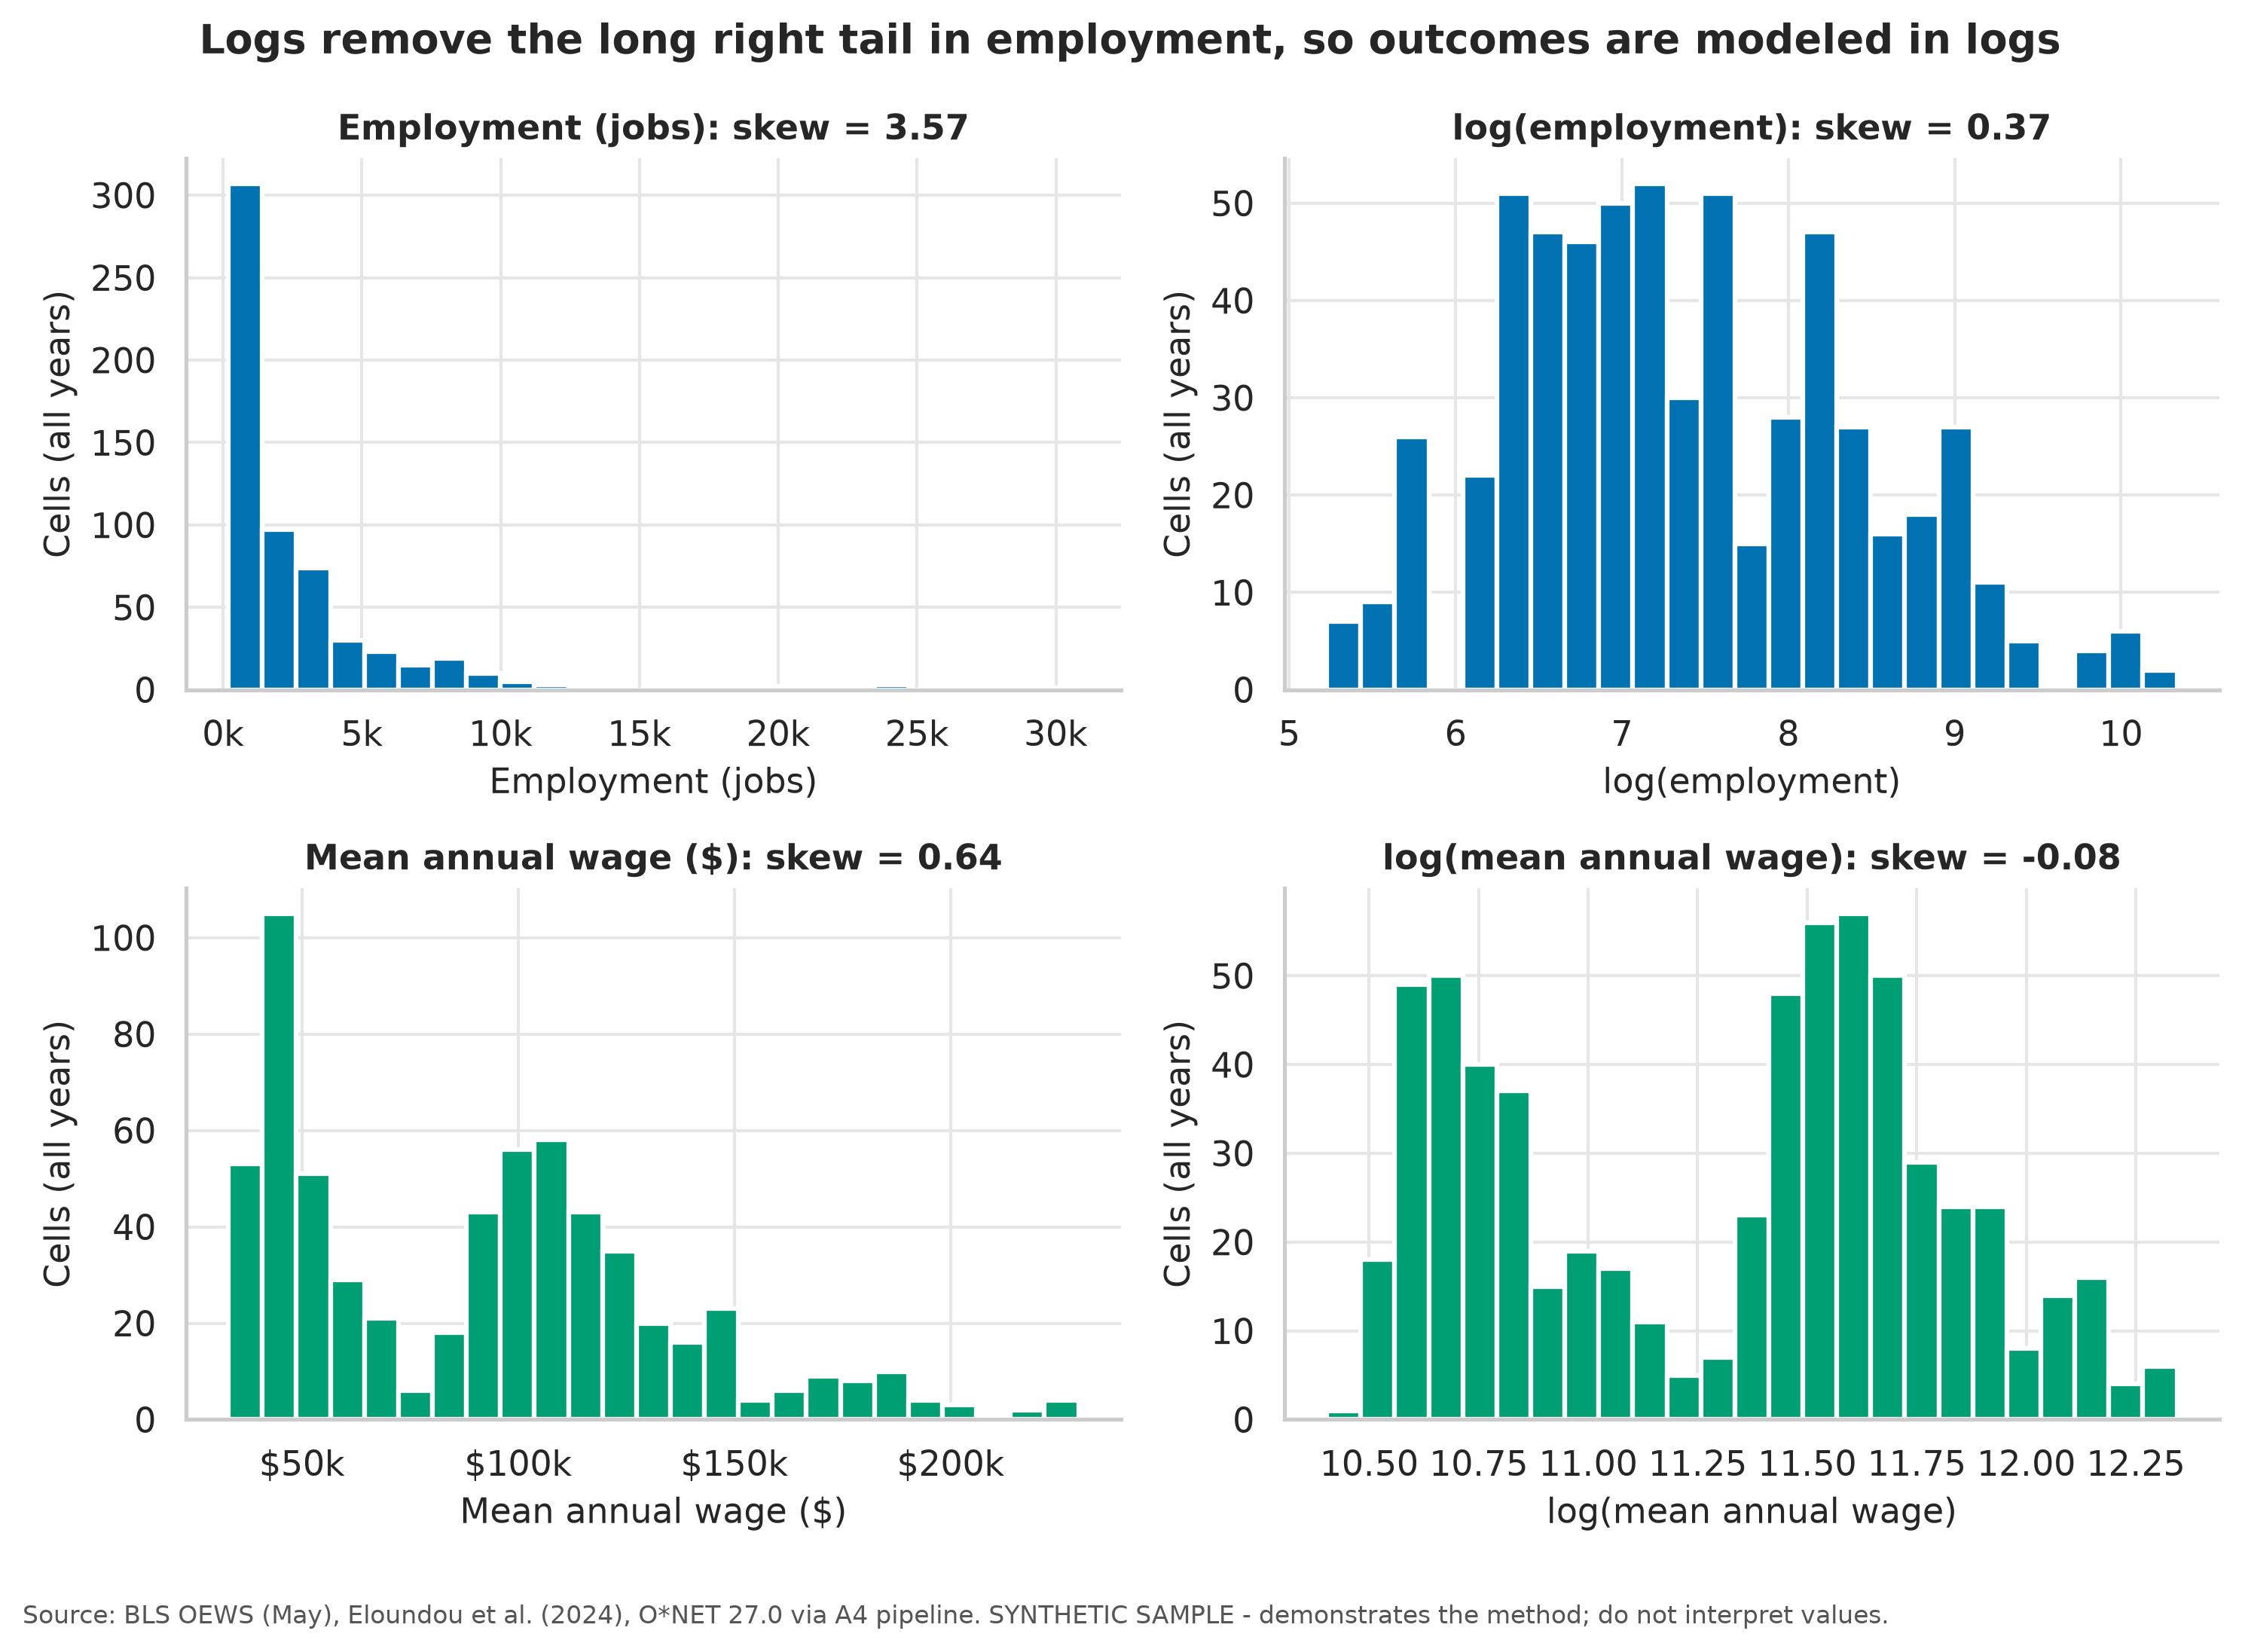 Logs remove the long right tail in employment, so outcomes are modeled in logs
Employment (jobs): skew = 3.57
300
250
200
150
100
50
0
Cells (all years)
0k 5k 10k 15k 20k 25k 30k
Employment (jobs)
log(employment): skew = 0.37
50
40
30
20
10
0
Cells (all years)
5 6 7 8 9 10
log(employment)
Mean annual wage ($): skew = 0.64
100
80
60
40
20
0
Cells (all years)
$50k $100k $150k $200k
Mean annual wage ($)
log(mean annual wage): skew = -0.08
50
40
30
20
10
0
Cells (all years)
10.50 10.75 11.00 11.25 11.50 11.75 12.00 12.25
log(mean annual wage)
Source: BLS OEWS (May), Eloundou et al. (2024), O*NET 27.0 via A4 pipeline. SYNTHETIC SAMPLE - demonstrates the method; do not interpret values.